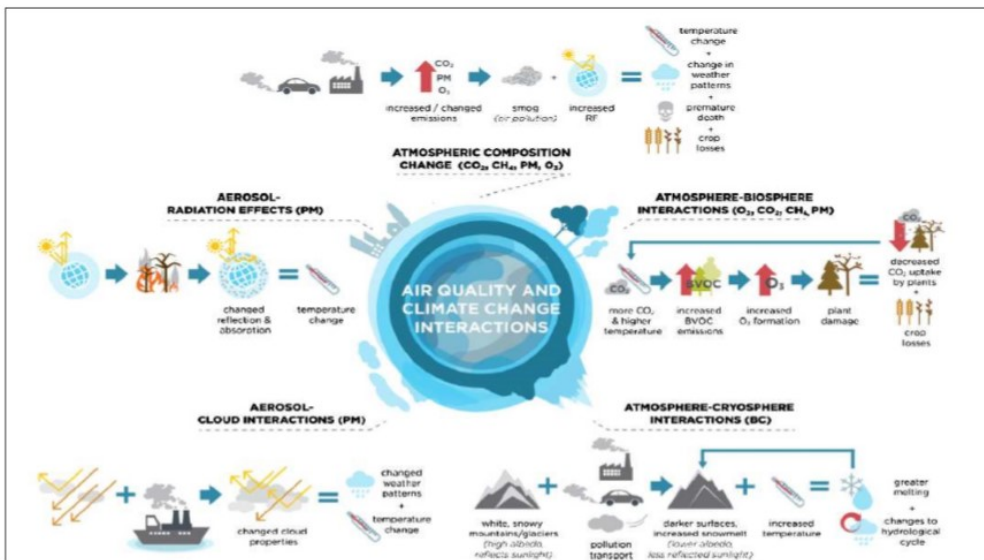 CO₂
PM
O₃
increased / changed
emissions
smog
(air pollution)
+
increased
RF
=
temperature
change
+
change in
weather
patterns
+
premature
death
+
crop
losses
ATMOSPHERIC COMPOSITION
CHANGE (CO₂, CH₄, PM, O₃)
AEROSOL-
RADIATION EFFECTS (PM)
changed
reflection &
absorption
=
temperature
change
ATMOSPHERE-BIOSPHERE
INTERACTIONS (O₃, CO₂, CH₄, PM)
CO₂
more CO₂
& higher
temperature
BVOC
increased
BVOC
emissions
O₃
increased
O₃ formation
plant
damage
=
CO₂
decreased
CO₂ uptake
by plants
+
crop
losses
AIR QUALITY AND
CLIMATE CHANGE
INTERACTIONS
AEROSOL-
CLOUD INTERACTIONS (PM)
+
changed cloud
properties
=
changed
weather
patterns
+
temperature
change
ATMOSPHERE-CRYOSPHERE
INTERACTIONS (BC)
white, snowy
mountains/glaciers
(high albedo,
reflects sunlight)
+
pollution
transport
darker surfaces,
increased snowmelt
(lower albedo,
less reflected sunlight)
+
increased
temperature
=
greater
melting
+
changes to
hydrological
cycle